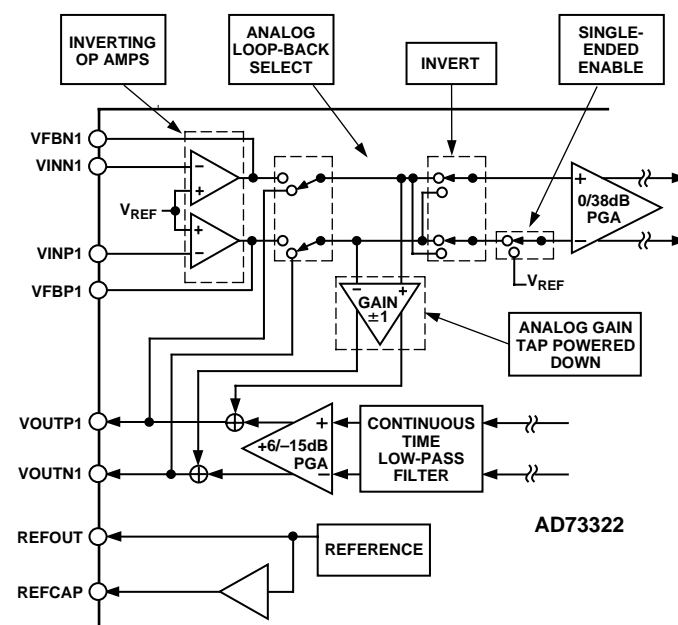 INVERTING
OP AMPS
ANALOG
LOOP-BACK
SELECT
INVERT
SINGLE-
ENDED
ENABLE
VFBN1
VINN1
VREF
VINP1
VFBP1
–
+
+
–
+
0/38dB
PGA
–
VREF
–
+
GAIN
±1
ANALOG GAIN
TAP POWERED
DOWN
VOUTP1
VOUTN1
+
+6/–15dB
PGA
–
CONTINUOUS
TIME
LOW-PASS
FILTER
AD73322
REFOUT
REFERENCE
REFCAP